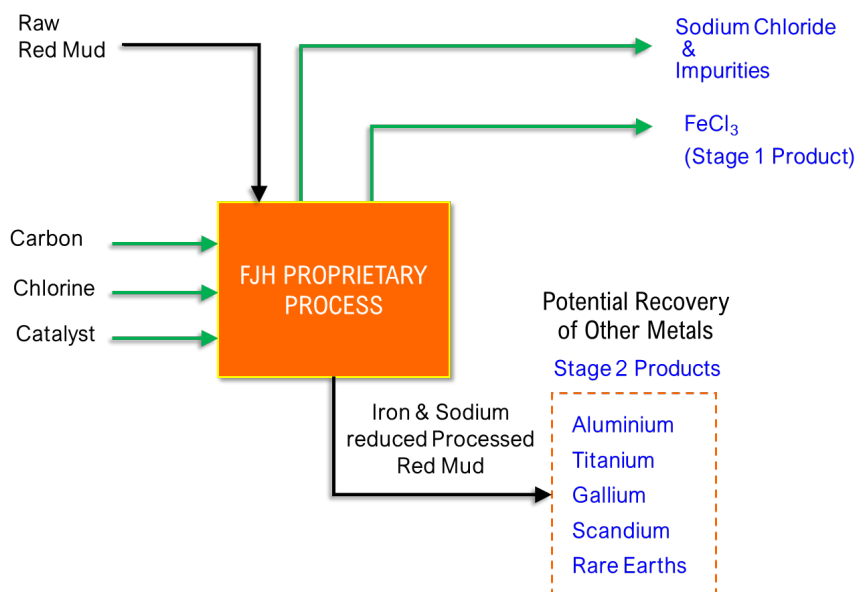 Raw
Red Mud
Sodium Chloride
&
Impurities
FeCl₃
(Stage 1 Product)
Carbon
Chlorine
Catalyst
FJH PROPRIETARY
PROCESS
Potential Recovery
of Other Metals
Stage 2 Products
Iron & Sodium
reduced Processed
Red Mud
Aluminium
Titanium
Gallium
Scandium
Rare Earths